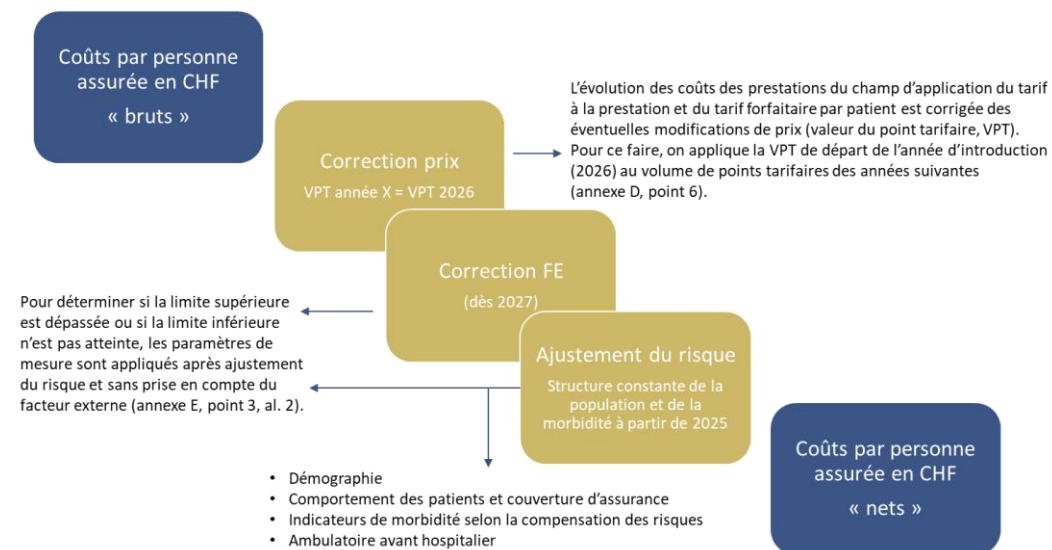 Coûts par personne
assurée en CHF
« bruts »
L'évolution des coûts des prestations du champ d'application du tarif
à la prestation et du tarif forfaitaire par patient est corrigée des
éventuelles modifications de prix (valeur du point tarifaire, VPT).
Pour ce faire, on applique la VPT de départ de l'année d'introduction
(2026) au volume de points tarifaires des années suivantes
(annexe D, point 6).
Correction prix
VPT année X = VPT 2026
Correction FE
(dès 2027)
Pour déterminer si la limite supérieure
est dépassée ou si la limite inférieure
n'est pas atteinte, les paramètres de
mesure sont appliqués après ajustement
du risque et sans prise en compte du
facteur externe (annexe E, point 3, al. 2).
Ajustement du risque
Structure constante de la
population et de la
morbidité à partir de 2025
• Démographie
• Comportement des patients et couverture d'assurance
• Indicateurs de morbidité selon la compensation des risques
• Ambulatoire avant hospitalier
Coûts par personne
assurée en CHF
« nets »